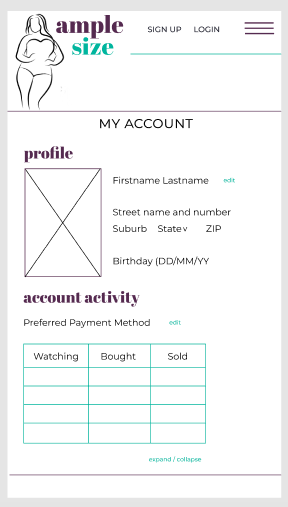 ample
size
SIGN UP LOGIN
MY ACCOUNT
profile
Firstname Lastname edit
Street name and number
Suburb State v ZIP
Birthday (DD/MM/YY
account activity
Preferred Payment Method edit
Watching Bought Sold
expand / collapse